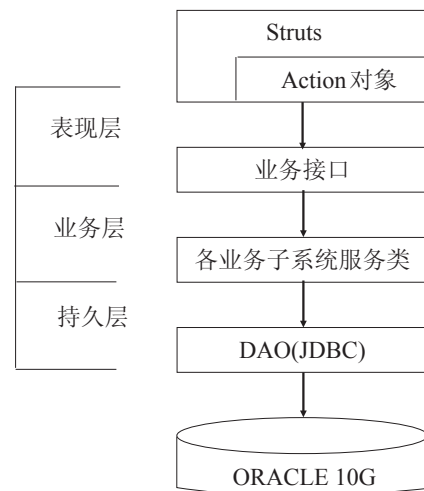 Struts
Action对象
表现层
业务接口
业务层
各业务子系统服务类
持久层
DAO(JDBC)
ORACLE 10G